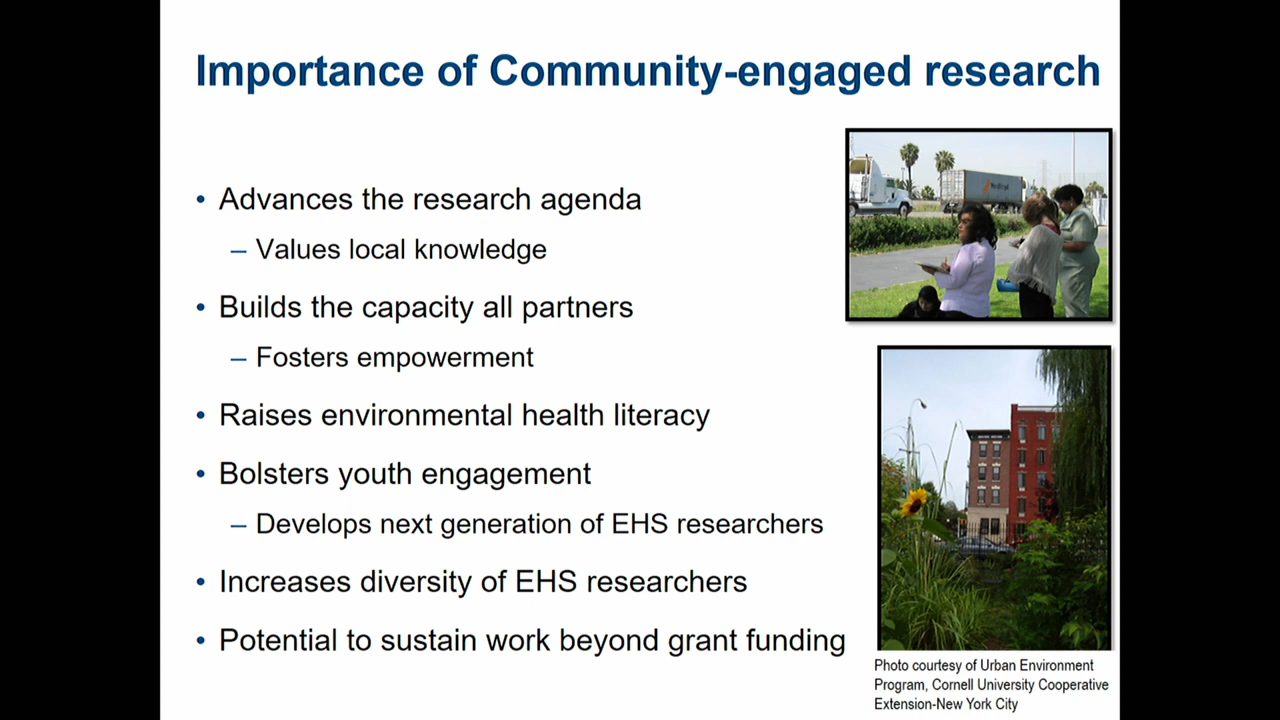 Importance of Community-engaged research
• Advances the research agenda
– Values local knowledge
• Builds the capacity all partners
– Fosters empowerment
• Raises environmental health literacy
• Bolsters youth engagement
– Develops next generation of EHS researchers
• Increases diversity of EHS researchers
• Potential to sustain work beyond grant funding
Photo courtesy of Urban Environment
Program, Cornell University Cooperative
Extension-New York City